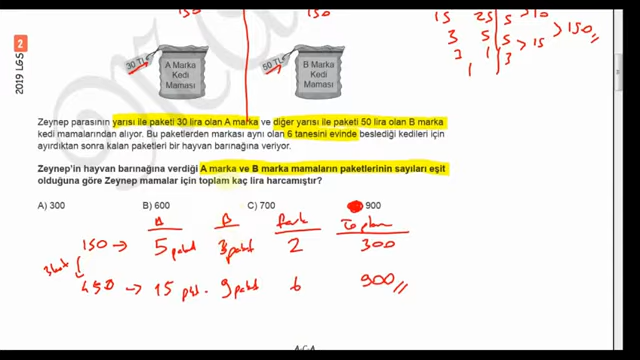 150 150
15 25 5 > 10
3 5 5 > 15 > 150
3 1 3
1
2
2019 LGS
30 TL
A Marka
Kedi
Maması
50 TL
B Marka
Kedi
Maması
Zeynep parasının yarısı ile paketi 30 lira olan A marka ve diğer yarısı ile paketi 50 lira olan B marka
kedi mamalarından alıyor. Bu paketlerden markası aynı olan 6 tanesini evinde beslediği kedileri için
ayırdıktan sonra kalan paketleri bir hayvan barınağına veriyor.
Zeynep'in hayvan barınağına verdiği A marka ve B marka mamaların paketlerinin sayıları eşit
olduğuna göre Zeynep mamalar için toplam kaç lira harcamıştır?
A) 300 B) 600 C) 700 900
A B Fark Toplam
150 → 5 paket 3 paket 2 300
3 katı
450 → 15 pkt. 9 paket 6 900